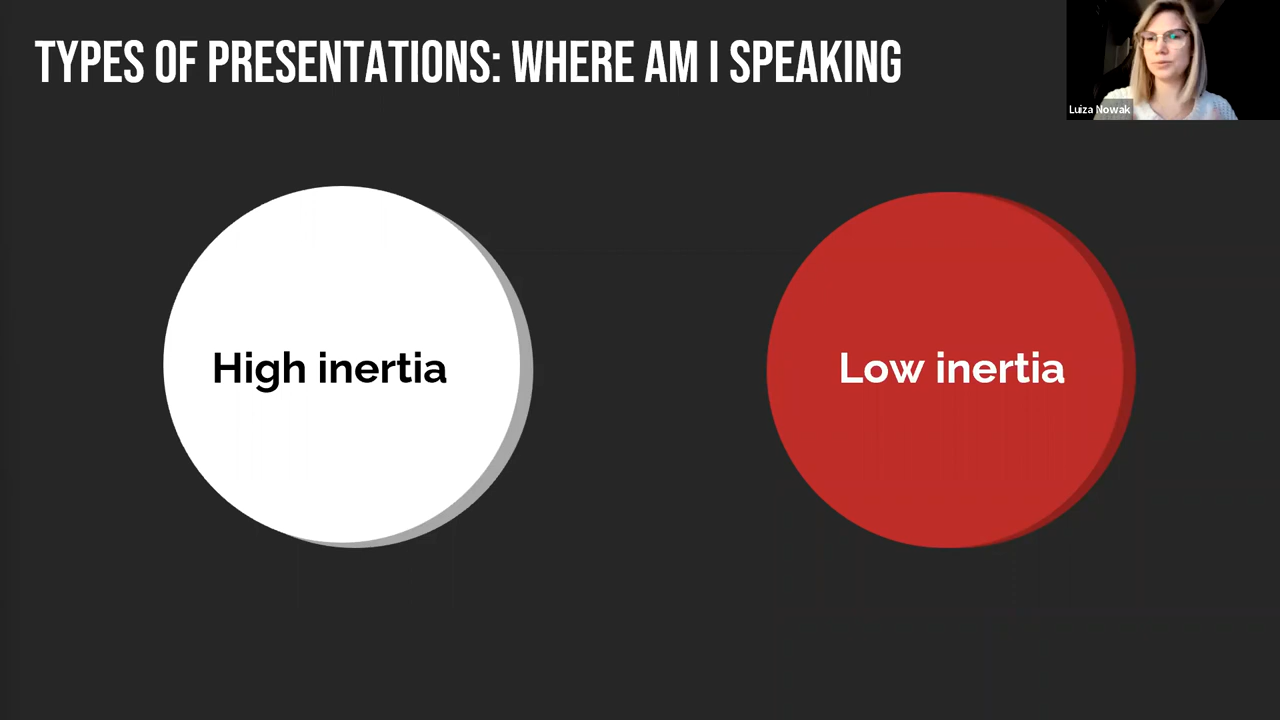 TYPES OF PRESENTATIONS: WHERE AM I SPEAKING
Luiza Nowak
High inertia
Low inertia